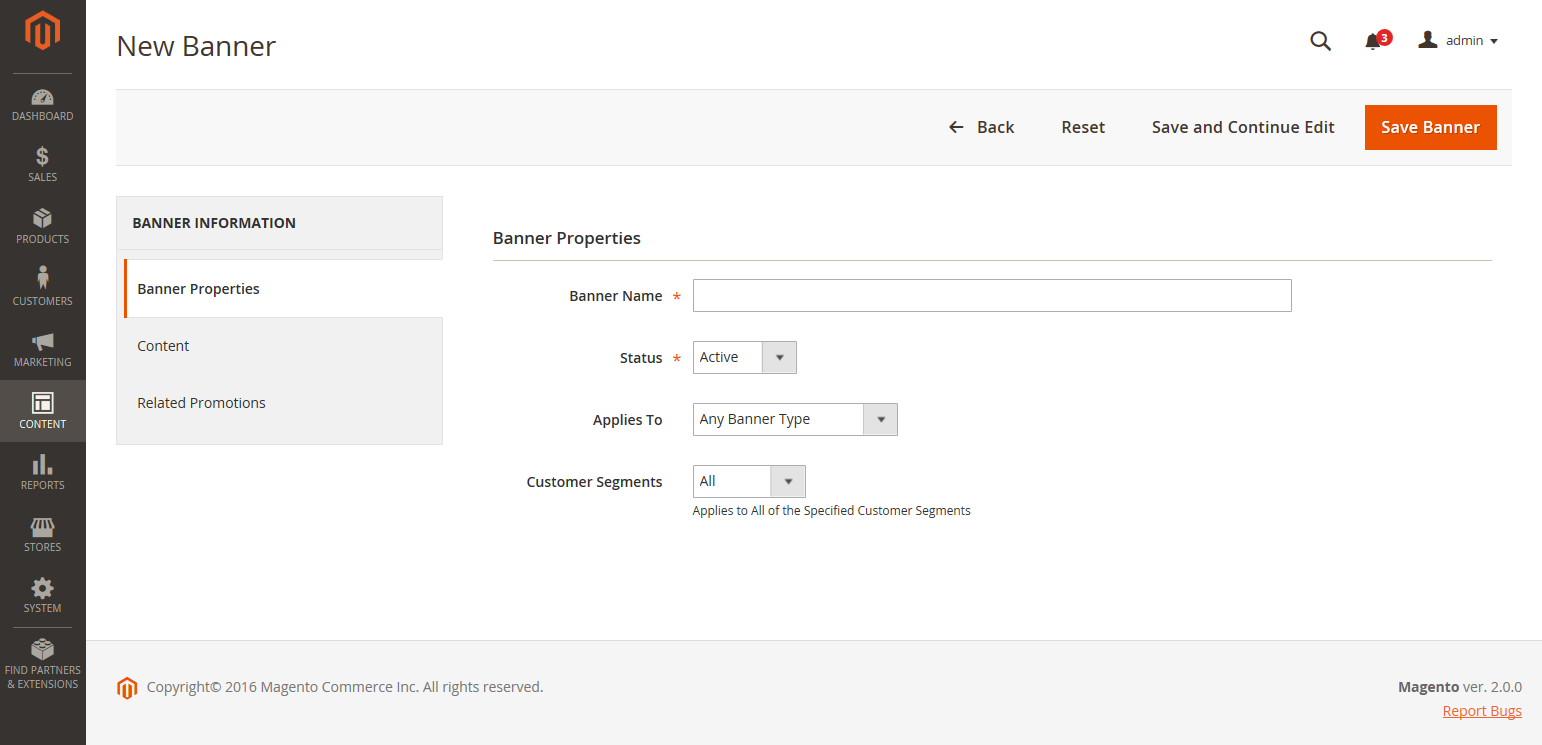 New Banner
3
admin
Back
Reset
Save and Continue Edit
Save Banner
DASHBOARD
SALES
PRODUCTS
CUSTOMERS
MARKETING
CONTENT
REPORTS
STORES
SYSTEM
FIND PARTNERS
& EXTENSIONS
BANNER INFORMATION
Banner Properties
Content
Related Promotions
Banner Properties
Banner Name *
Status * Active
Applies To Any Banner Type
Customer Segments All
Applies to All of the Specified Customer Segments
Copyright© 2016 Magento Commerce Inc. All rights reserved.
Magento ver. 2.0.0
Report Bugs